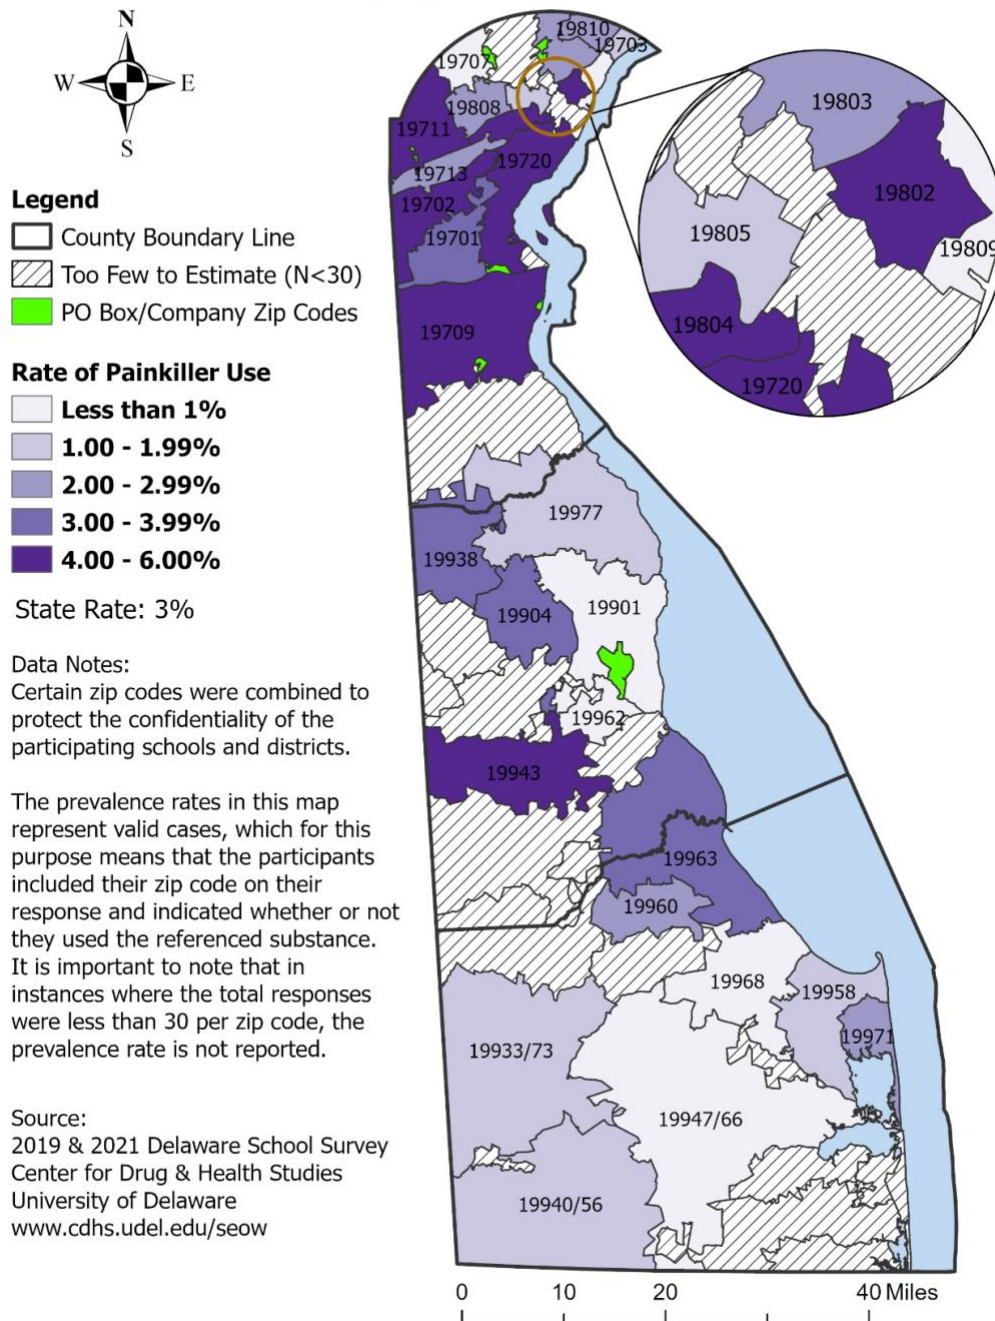 N
W
E
S
Legend
County Boundary Line
Too Few to Estimate (N<30)
PO Box/Company Zip Codes
Rate of Painkiller Use
Less than 1%
1.00 - 1.99%
2.00 - 2.99%
3.00 - 3.99%
4.00 - 6.00%
State Rate: 3%
Data Notes:
Certain zip codes were combined to
protect the confidentiality of the
participating schools and districts.
The prevalence rates in this map
represent valid cases, which for this
purpose means that the participants
included their zip code on their
response and indicated whether or not
they used the referenced substance.
It is important to note that in
instances where the total responses
were less than 30 per zip code, the
prevalence rate is not reported.
Source:
2019 & 2021 Delaware School Survey
Center for Drug & Health Studies
University of Delaware
www.cdhs.udel.edu/seow
19810
19703
19707
19808
19711
19720
19713
19702
19701
19709
19803
19802
19805
19809
19804
19720
19977
19938
19904
19901
19962
19943
19963
19960
19968
19958
19971
19933/73
19947/66
19940/56
0 10 20 40 Miles